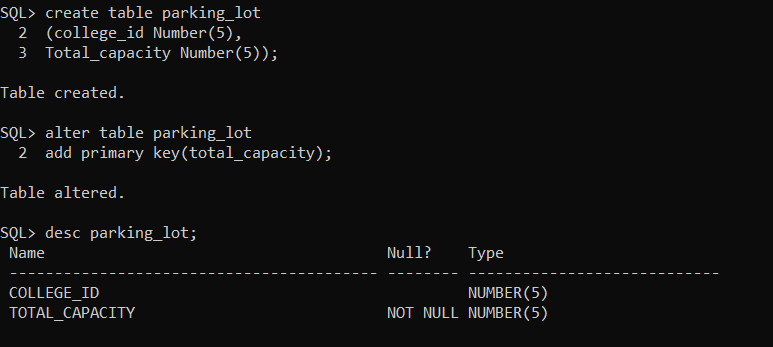 SQL> create table parking_lot
  2  (college_id Number(5),
  3  Total_capacity Number(5));
Table created.
SQL> alter table parking_lot
  2  add primary key(total_capacity);
Table altered.
SQL> desc parking_lot;
 Name                                      Null?    Type
 ----------------------------------------- -------- ----------------------------
 COLLEGE_ID                                         NUMBER(5)
 TOTAL_CAPACITY                            NOT NULL NUMBER(5)